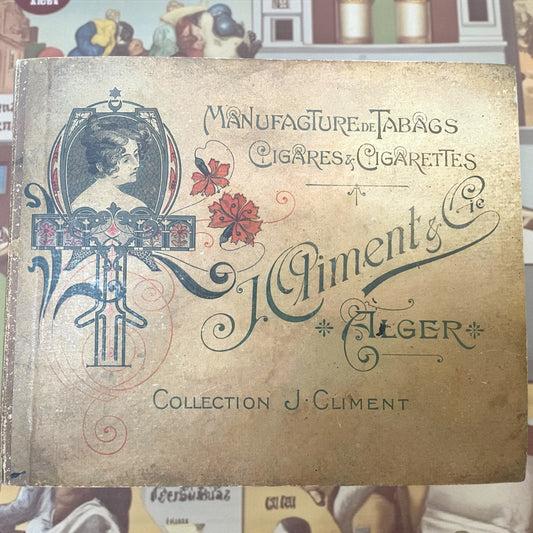 MANUFACTURE DE TABACS
CIGARES & CIGARETTES
J. Climent & Cie
ALGER
COLLECTION J. CLIMENT